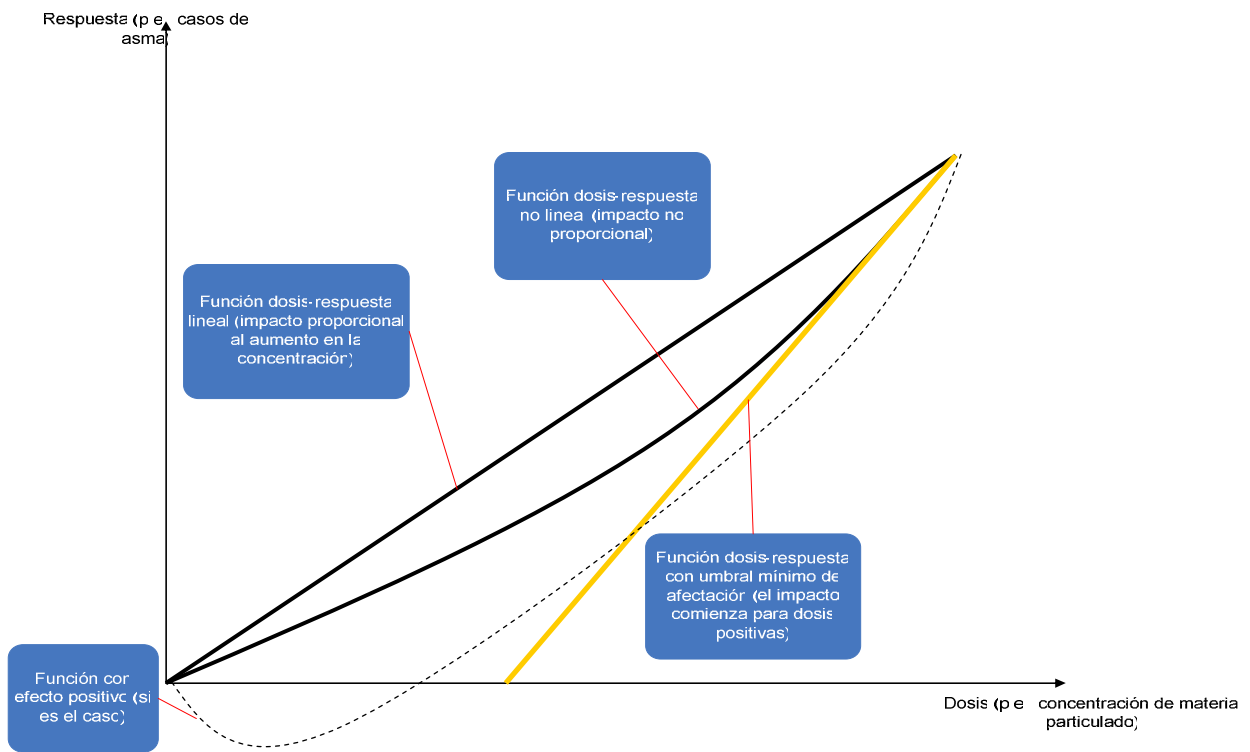 Respuesta (p e casos de
asma)
Función dosis-respuesta
no linea (impacto no
proporcional)
Función dosis-respuesta
lineal (impacto proporcional
al aumento en la
concentración)
Función dosis-respuesta
con umbral mínimo de
afectación (el impacto
comienza para dosis
positivas)
Función con
efecto positivo (si
es el caso)
Dosis (p e concentración de materia
particulado)